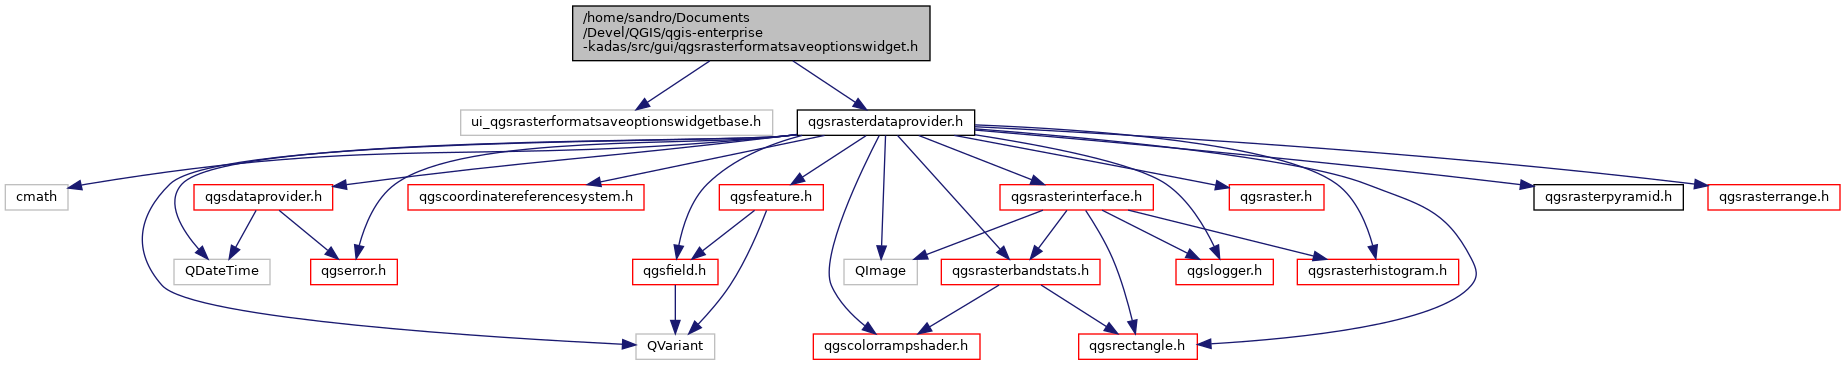 /home/sandro/Documents
/Devel/QGIS/qgis-enterprise
-kadas/src/gui/qgsrasterformatsaveoptionswidget.h
ui_qgsrasterformatsaveoptionswidgetbase.h
qgsrasterdataprovider.h
cmath
qgsdataprovider.h
qgscoordinatereferencesystem.h
qgsfeature.h
qgsrasterinterface.h
qgsraster.h
qgsrasterpyramid.h
qgsrasterrange.h
QDateTime
qgserror.h
qgsfield.h
QImage
qgsrasterbandstats.h
qgslogger.h
qgsrasterhistogram.h
QVariant
qgscolorrampshader.h
qgsrectangle.h